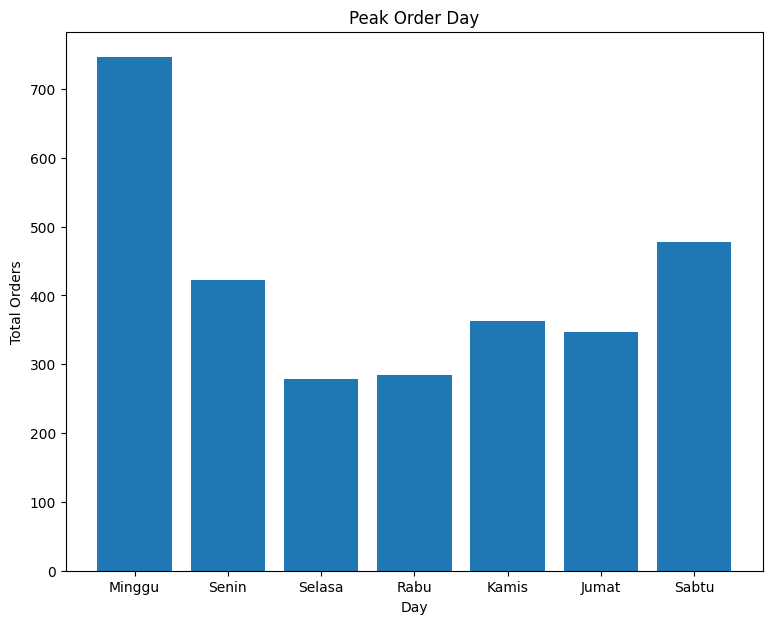 Peak Order Day
Total Orders
700
600
500
400
300
200
100
0
Minggu Senin Selasa Rabu Kamis Jumat Sabtu
Day